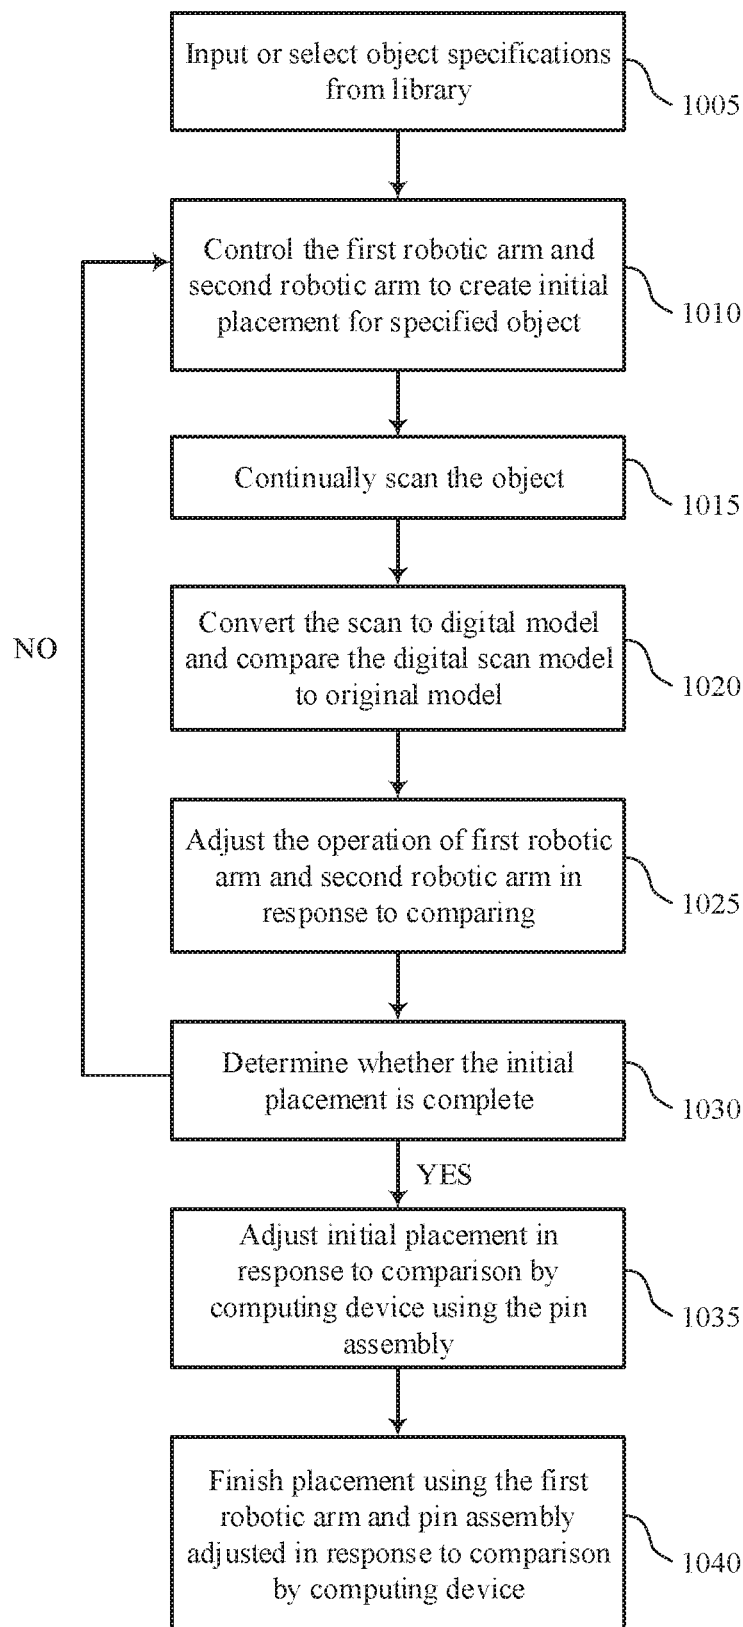 Input or select object specifications
from library
1005
Control the first robotic arm and
second robotic arm to create initial
placement for specified object
1010
Continually scan the object
1015
Convert the scan to digital model
and compare the digital scan model
to original model
1020
NO
Adjust the operation of first robotic
arm and second robotic arm in
response to comparing
1025
Determine whether the initial
placement is complete
1030
YES
Adjust initial placement in
response to comparison by
computing device using the pin
assembly
1035
Finish placement using the first
robotic arm and pin assembly
adjusted in response to comparison
by computing device
1040